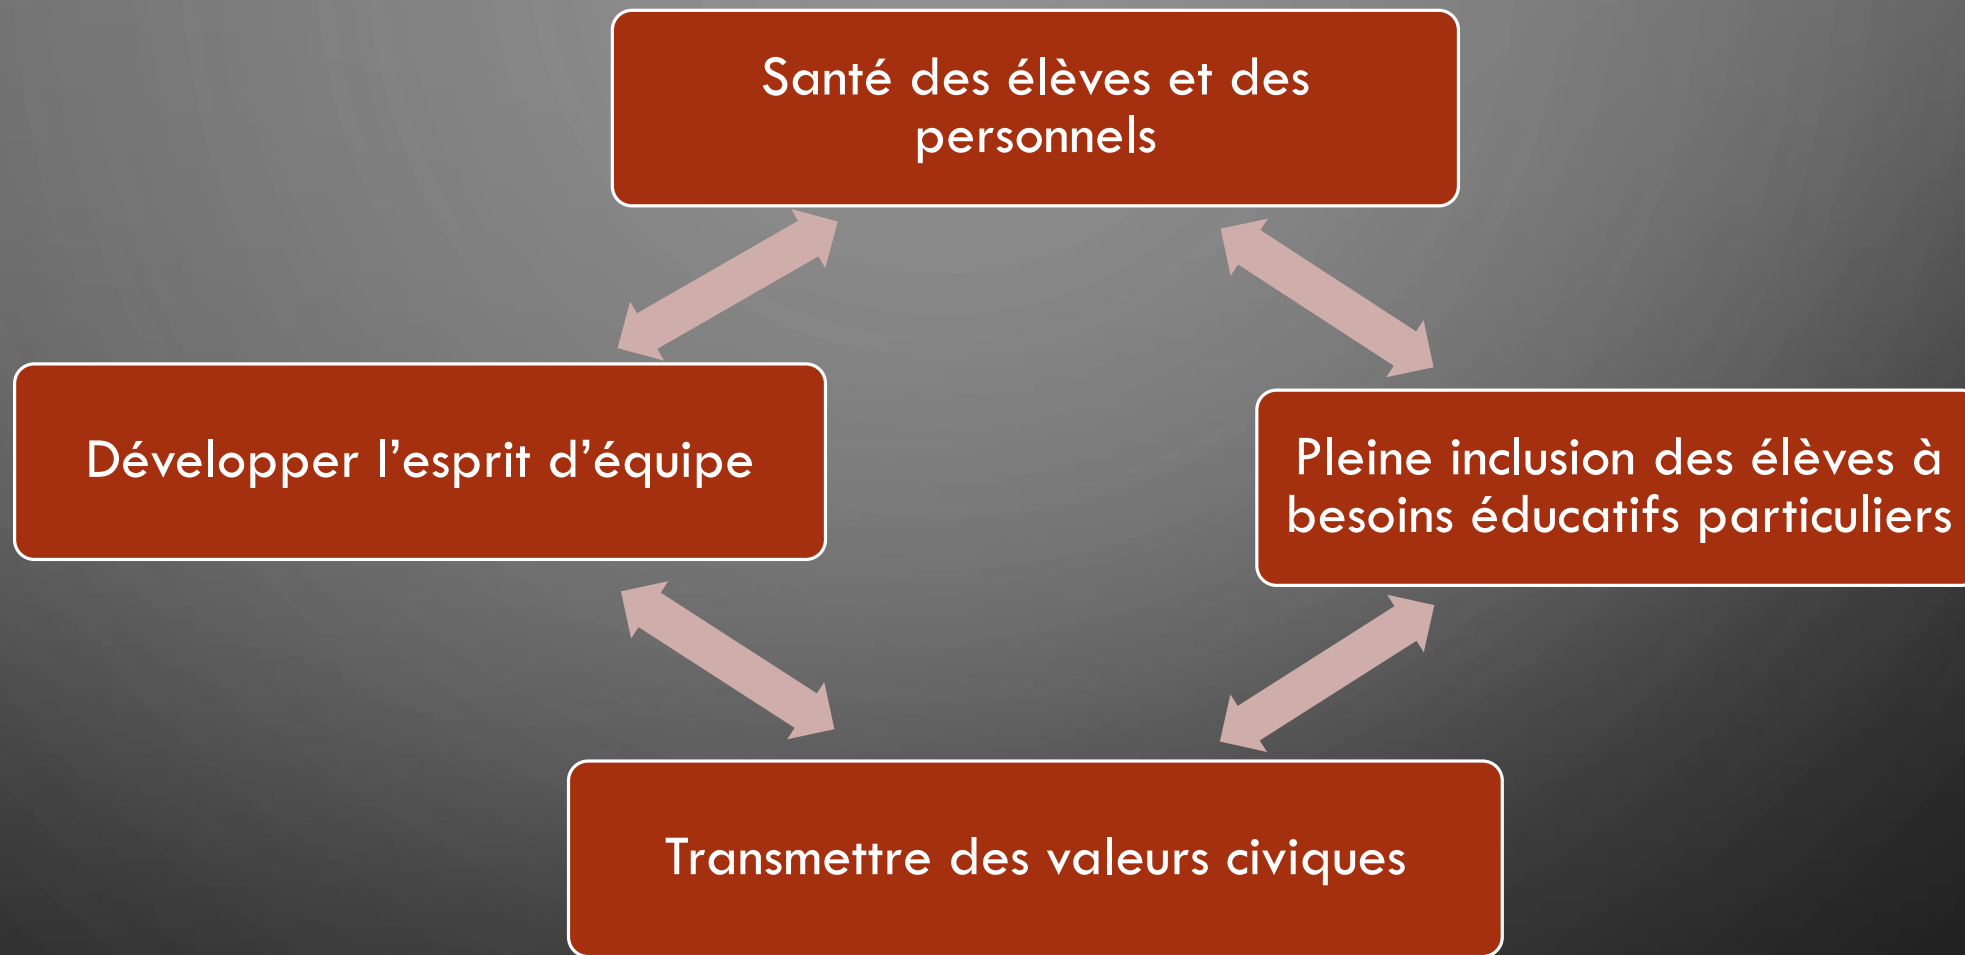 Santé des élèves et des
personnels
Développer l’esprit d’équipe
Pleine inclusion des élèves à
besoins éducatifs particuliers
Transmettre des valeurs civiques